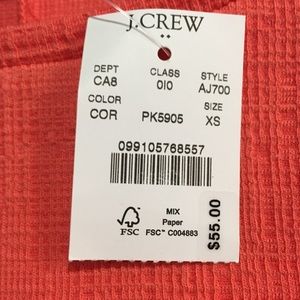 J.CREW
DEPT CLASS STYLE
CA8 010 AJ700
COLOR SIZE
COR PK5905 XS
099105768557
MIX
Paper
FSC FSC™ C004883
$55.00